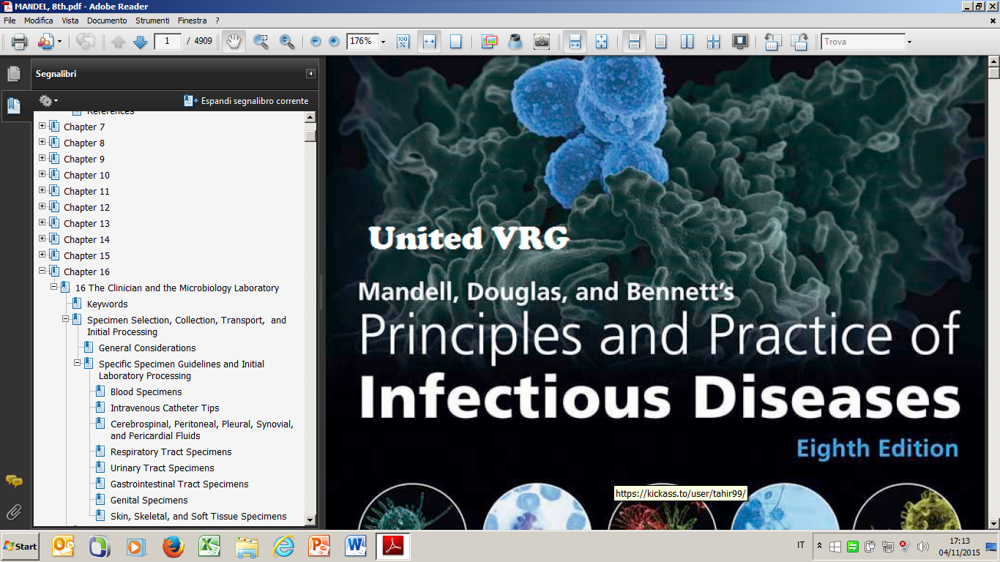 MANDEL, 8th.pdf - Adobe Reader
File Modifica Vista Documento Strumenti Finestra ?
1 / 4909 176% Trova
Segnalibri
Espandi segnalibro corrente
References
Chapter 7
Chapter 8
Chapter 9
Chapter 10
Chapter 11
Chapter 12
Chapter 13
Chapter 14
Chapter 15
Chapter 16
16 The Clinician and the Microbiology Laboratory
Keywords
Specimen Selection, Collection, Transport, and
Initial Processing
General Considerations
Specific Specimen Guidelines and Initial
Laboratory Processing
Blood Specimens
Intravenous Catheter Tips
Cerebrospinal, Peritoneal, Pleural, Synovial,
and Pericardial Fluids
Respiratory Tract Specimens
Urinary Tract Specimens
Gastrointestinal Tract Specimens
Genital Specimens
Skin, Skeletal, and Soft Tissue Specimens
United VRG
Mandell, Douglas, and Bennett's
Principles and Practice of
Infectious Diseases
Eighth Edition
https://kickass.to/user/tahir99/
Start
IT
17:13
04/11/2015